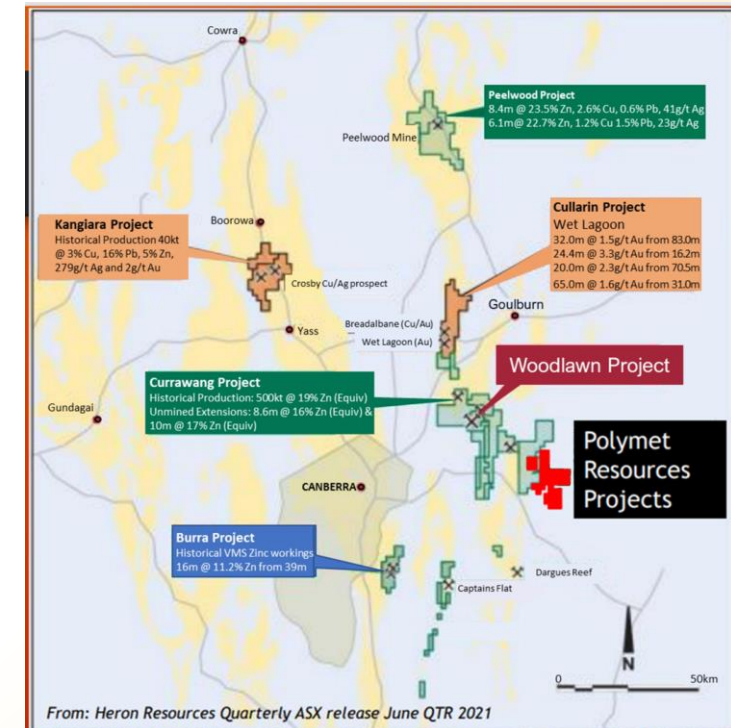 Cowra
Peelwood Project
8.4m @ 23.5% Zn, 2.6% Cu, 0.6% Pb, 41g/t Ag
6.1m@ 22.7% Zn, 1.2% Cu 1.5% Pb, 23g/t Ag
Peelwood Mine
Kangiara Project
Historical Production 40kt
@ 3% Cu, 16% Pb, 5% Zn,
279g/t Ag and 2g/t Au
Boorowa
Crosby Cu/Ag prospect
Cullarin Project
Wet Lagoon
32.0m @ 1.5g/t Au from 83.0m
24.4m @ 3.3g/t Au from 16.2m
20.0m @ 2.3g/t Au from 70.5m
65.0m @ 1.6g/t Au from 31.0m
Goulburn
Breadalbane (Cu/Au)
Wet Lagoon (Au)
Yass
Woodlawn Project
Currawang Project
Historical Production: 500kt @ 19% Zn (Equiv)
Unmined Extensions: 8.6m @ 16% Zn (Equiv) &
10m @ 17% Zn (Equiv)
Gundagai
Polymet
Resources
Projects
CANBERRA
Burra Project
Historical VMS Zinc workings
16m @ 11.2% Zn from 39m
Dargues Reef
Captains Flat
N
0 50km
From: Heron Resources Quarterly ASX release June QTR 2021